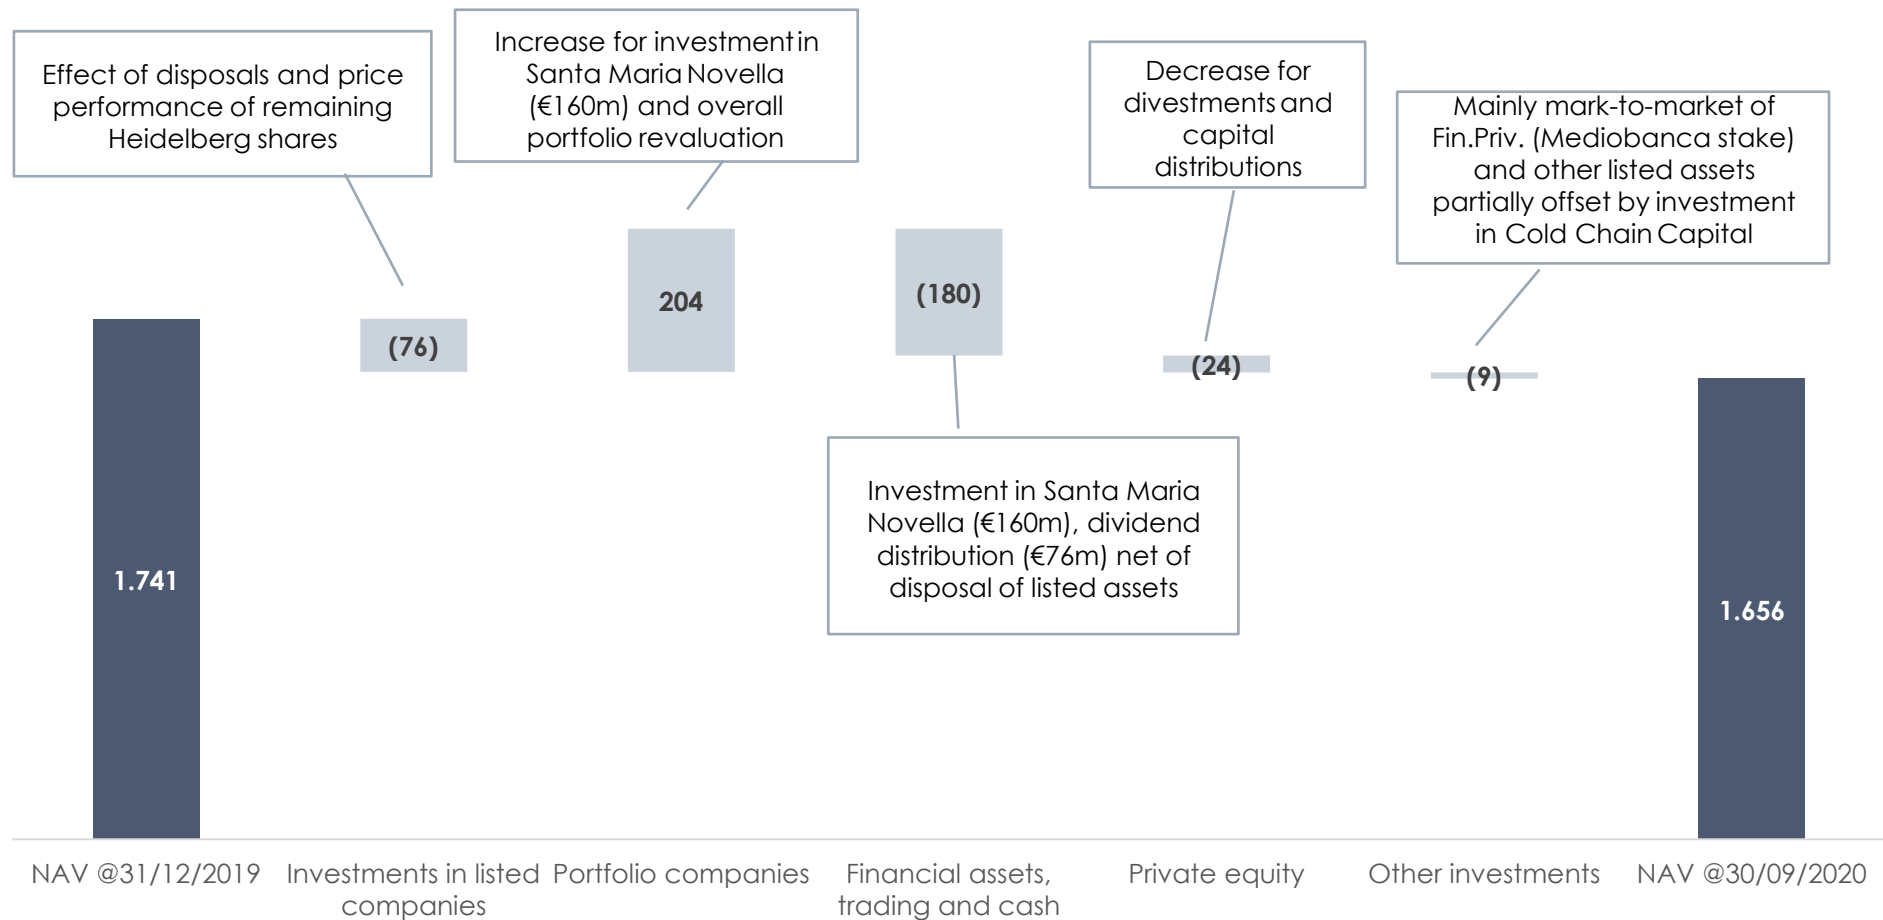 Effect of disposals and price
performance of remaining
Heidelberg shares
Increase for investment in
Santa Maria Novella
(€160m) and overall
portfolio revaluation
Decrease for
divestments and
capital
distributions
Mainly mark-to-market of
Fin.Priv. (Mediobanca stake)
and other listed assets
partially offset by investment
in Cold Chain Capital
204
(180)
(76)
(24)
(9)
Investment in Santa Maria
Novella (€160m), dividend
distribution (€76m) net of
disposal of listed assets
1.741
1.656
NAV @31/12/2019
Investments in listed
companies
Portfolio companies
Financial assets,
trading and cash
Private equity
Other investments
NAV @30/09/2020